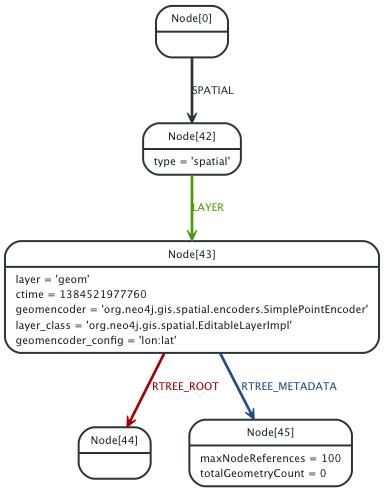 Node[0]
SPATIAL
Node[42]
type = 'spatial'
LAYER
Node[43]
layer = 'geom'
ctime = 1384521977760
geomencoder = 'org.neo4j.gis.spatial.encoders.SimplePointEncoder'
layer_class = 'org.neo4j.gis.spatial.EditableLayerImpl'
geomencoder_config = 'lon:lat'
RTREE_ROOT
RTREE_METADATA
Node[44]
Node[45]
maxNodeReferences = 100
totalGeometryCount = 0